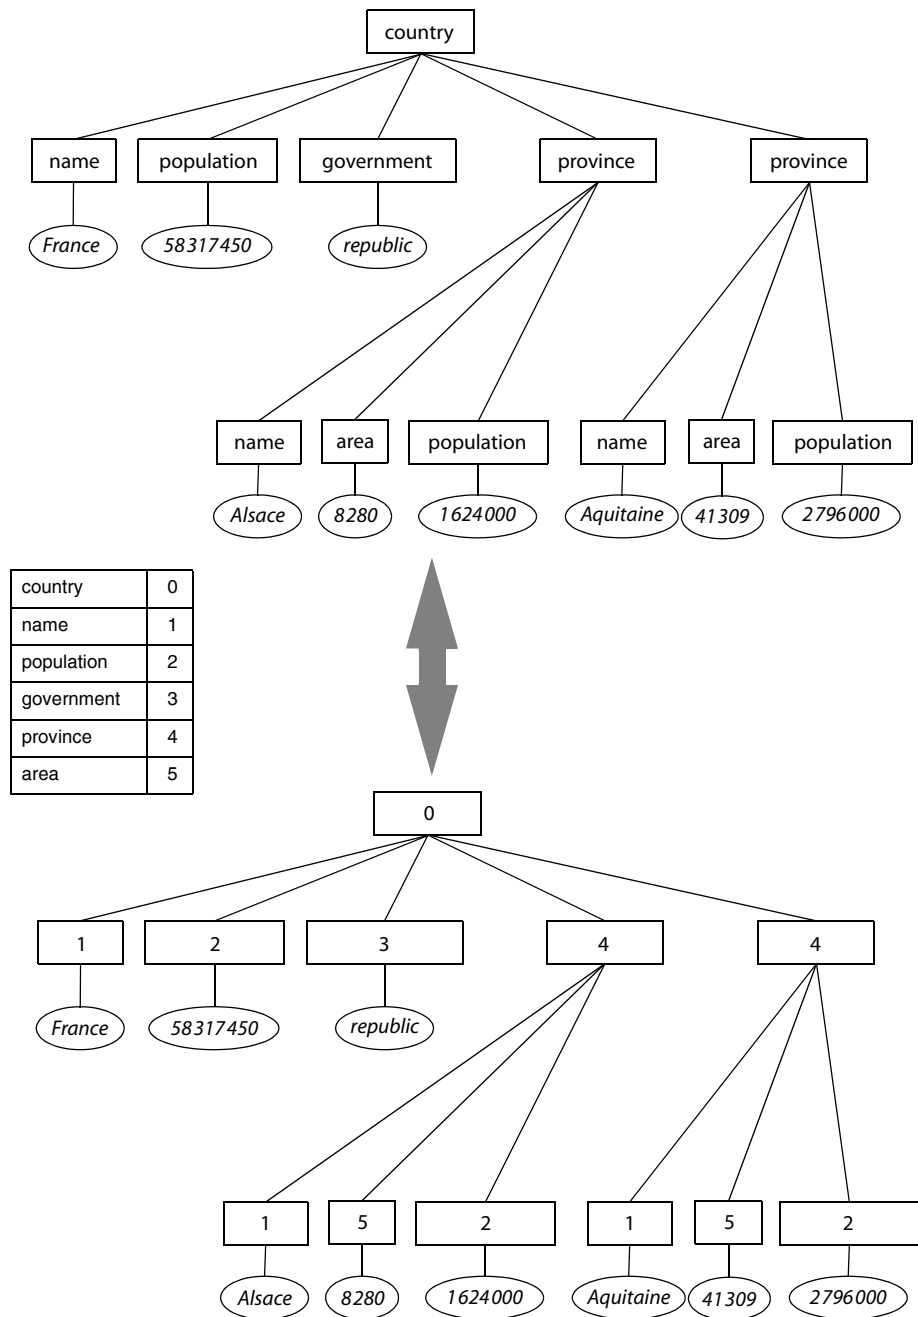 country
name population government province province
France 58317450 republic
name area population name area population
Alsace 8280 1624000 Aquitaine 41309 2796000
country 0
name 1
population 2
government 3
province 4
area 5
0
1 2 3 4 4
France 58317450 republic
1 5 2 1 5 2
Alsace 8280 1624000 Aquitaine 41309 2796000